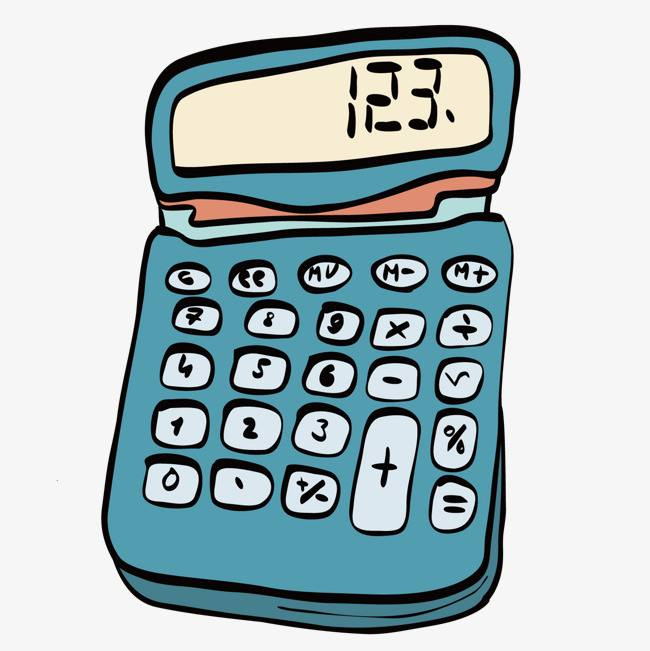 123.
C CE MU M- M+
7 8 9 × ÷
4 5 6 - √
1 2 3 + %
0 . +/- =